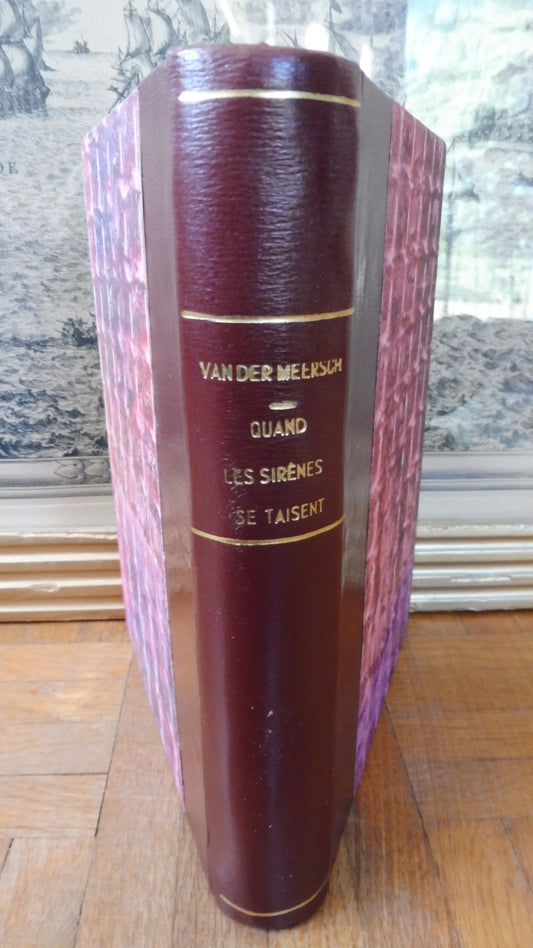 VAN DER MEERSCH
QUAND
LES SIRÈNES
SE TAISENT